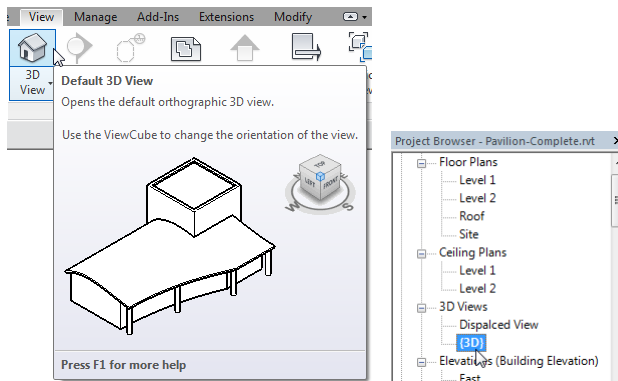 View Manage Add-Ins Extensions Modify
3D
View
Default 3D View
Opens the default orthographic 3D view.
Use the ViewCube to change the orientation of the view.
TOP
LEFT FRONT
W S
Press F1 for more help
Project Browser - Pavilion-Complete.rvt
Floor Plans
Level 1
Level 2
Roof
Site
Ceiling Plans
Level 1
Level 2
3D Views
Dispalced View
{3D}
Elevations (Building Elevation)
East